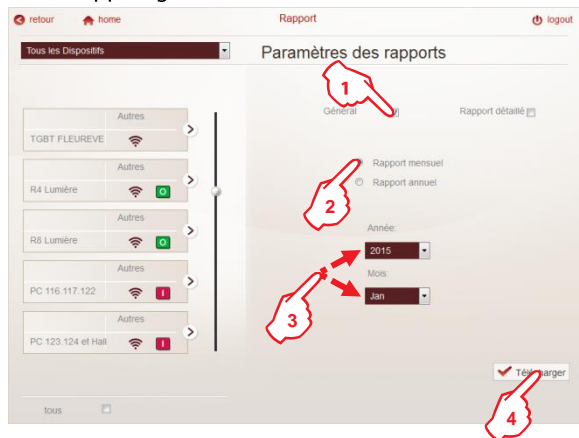 retour
home
Rapport
logout
Tous les Dispositifs
Paramètres des rapports
1
Général
Rapport détaillé
Autres
TGBT FLEUREVE
Autres
R4 Lumière
O
Rapport mensuel
Rapport annuel
2
Autres
R8 Lumière
O
Année:
2015
Autres
PC 116.117.122
I
Mois:
Jan
3
Autres
PC 123.124 et Hall
I
Télécharger
4
tous